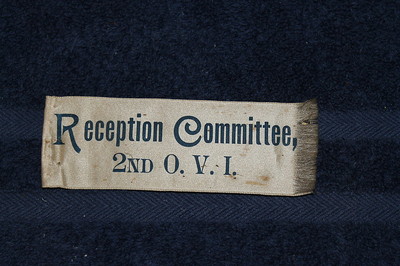 Reception Committee,
2ND O. V. I.